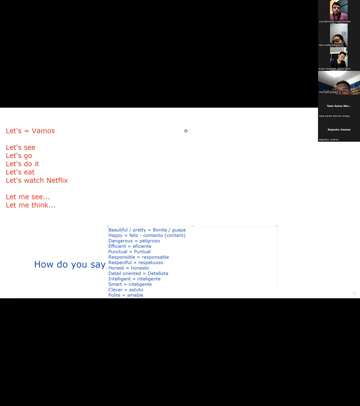 Let's = Vamos
Let's see
Let's go
Let's do it
Let's eat
Let's watch Netflix
Let me see...
Let me think...
How do you say
Beautiful / pretty = Bonita / guapa
Happy = feliz - contento [content]
Dangerous = peligroso
Efficient = eficiente
Punctual = Puntual
Responsible = responsable
Respectful = respetuoso
Honest = honesto
Detail oriented = Detallista
Intelligent = inteligente
Smart = inteligente
Clever = astuto
Polite = amable